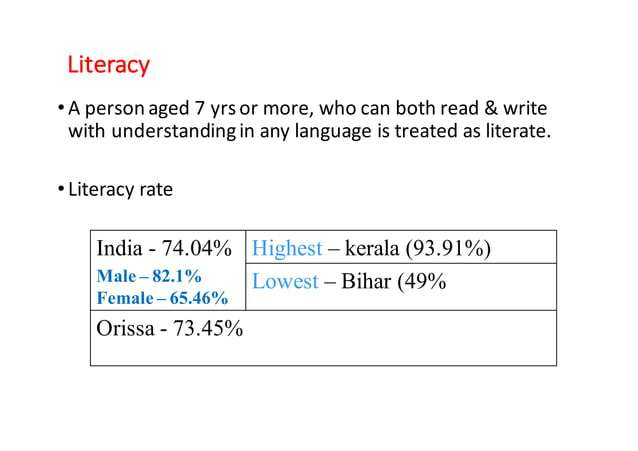 Literacy
• A person aged 7 yrs or more, who can both read & write
with understanding in any language is treated as literate.
• Literacy rate
India - 74.04%
Male – 82.1%
Female – 65.46%
Highest – kerala (93.91%)
Lowest – Bihar (49%
Orissa - 73.45%